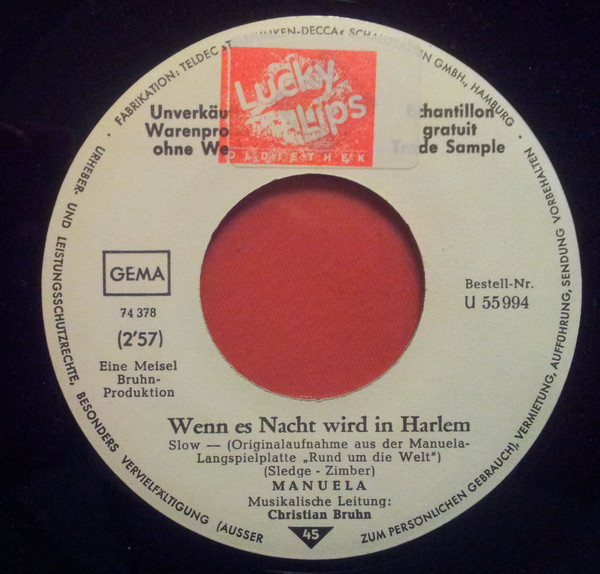 · FABRIKATION: TELDEC SCHALLPLATTEN GMBH., HAMBURG ·
Lucky
Lips
OLDIETHEK
Unverkäu chantillon
Warenpro gratuit
ohne We de Sample
GEMA
74 378
(2'57)
Eine Meisel
Bruhn-
Produktion
Bestell-Nr.
U 55994
Wenn es Nacht wird in Harlem
Slow — (Originalaufnahme aus der Manuela-
Langspielplatte „Rund um die Welt")
(Sledge - Zimber)
MANUELA
Musikalische Leitung:
Christian Bruhn
45
URHEBER- UND LEISTUNGSSCHUTZRECHTE, BESONDERS VERVIELFÄLTIGUNG (AUSSER
ZUM PERSÖNLICHEN GEBRAUCH), VERMIETUNG, AUFFÜHRUNG, SENDUNG VORBEHALTEN